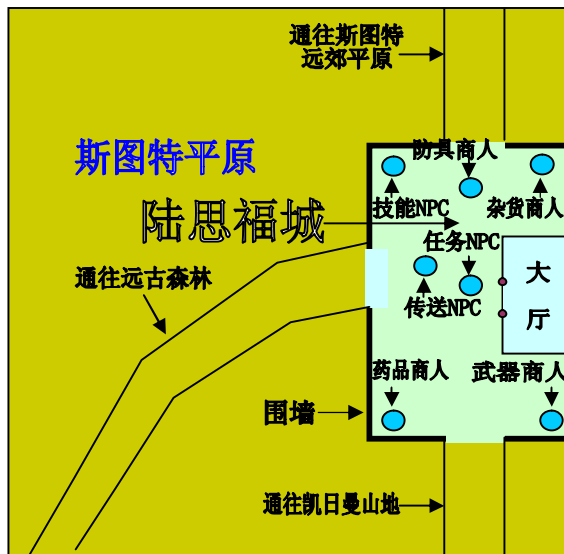 通往斯图特
远郊平原
斯图特平原
防具商人
陆思福城
技能NPC
杂货商人
任务NPC
通往远古森林
大
厅
传送NPC
药品商人
武器商人
围墙
通往凯日曼山地